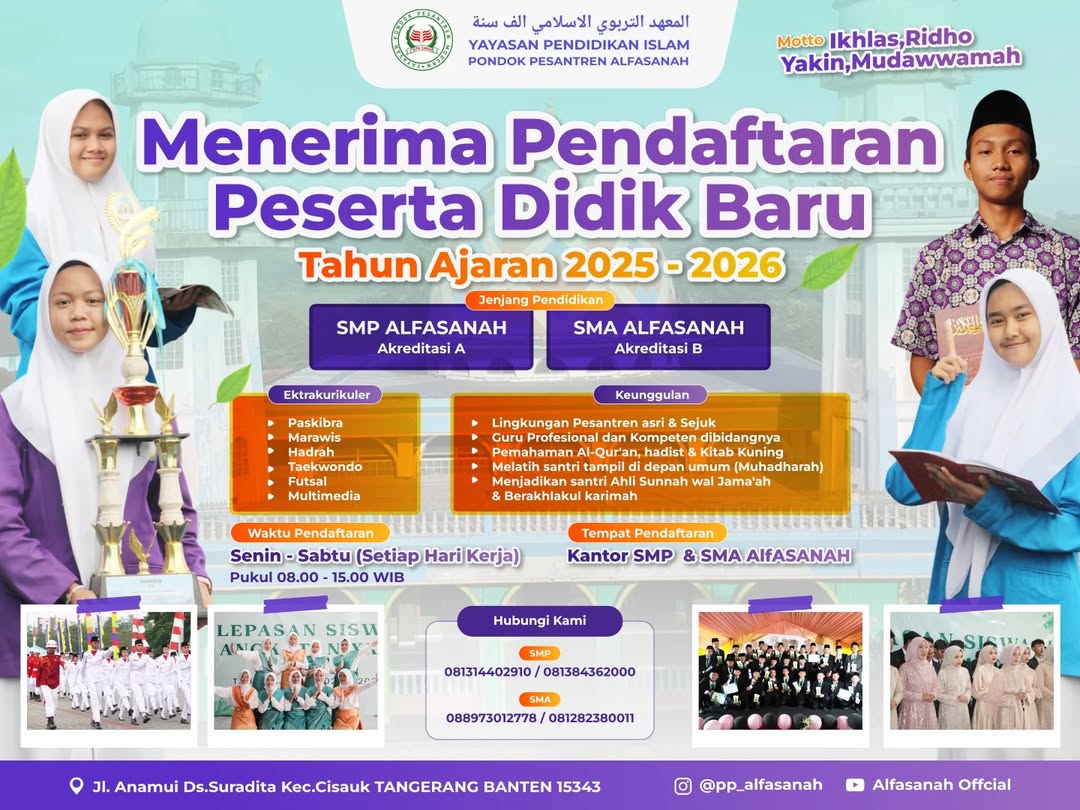 المعهد التربوي الاسلامي الف سنة
YAYASAN PENDIDIKAN ISLAM
PONDOK PESANTREN ALFASANAH
Motto Ikhlas,Ridho
Yakin,Mudawwamah
Menerima Pendaftaran
Peserta Didik Baru
Tahun Ajaran 2025 - 2026
Jenjang Pendidikan
SMP ALFASANAH
Akreditasi A
SMA ALFASANAH
Akreditasi B
Ektrakurikuler
Paskibra
Marawis
Hadrah
Taekwondo
Futsal
Multimedia
Keunggulan
Lingkungan Pesantren asri & Sejuk
Guru Profesional dan Kompeten dibidangnya
Pemahaman Al-Qur'an, hadist & Kitab Kuning
Melatih santri tampil di depan umum (Muhadharah)
Menjadikan santri Ahli Sunnah wal Jama'ah
& Berakhlakul karimah
Waktu Pendaftaran
Senin - Sabtu (Setiap Hari Kerja)
Pukul 08.00 - 15.00 WIB
Tempat Pendaftaran
Kantor SMP & SMA AlfASANAH
LEPASAN SISW
Hubungi Kami
SMP
081314402910 / 081384362000
SMA
088973012778 / 081282380011
ASAN SISWA
Jl. Anamui Ds.Suradita Kec.Cisauk TANGERANG BANTEN 15343
@pp_alfasanah
Alfasanah Offcial